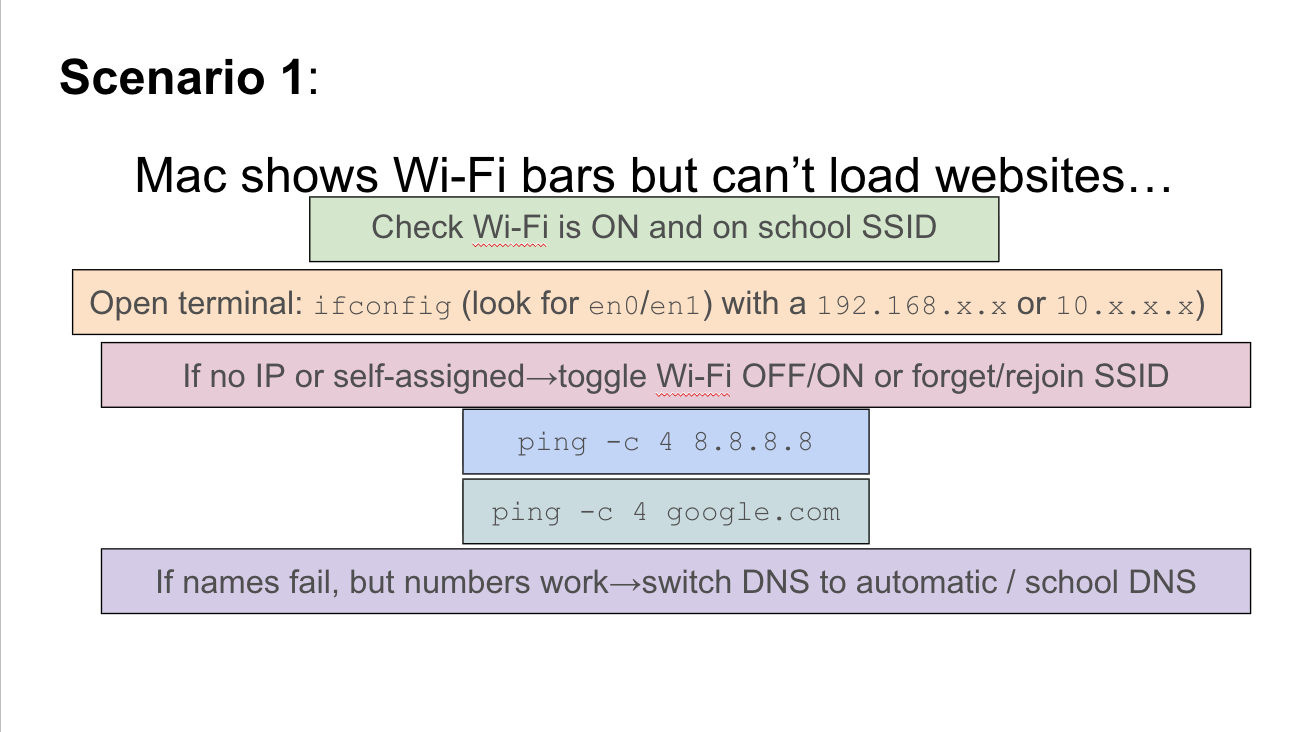 Scenario 1:
Mac shows Wi-Fi bars but can’t load websites…
Check Wi-Fi is ON and on school SSID
Open terminal: ifconfig (look for en0/en1) with a 192.168.x.x or 10.x.x.x)
If no IP or self-assigned→toggle Wi-Fi OFF/ON or forget/rejoin SSID
ping -c 4 8.8.8.8
ping -c 4 google.com
If names fail, but numbers work→switch DNS to automatic / school DNS